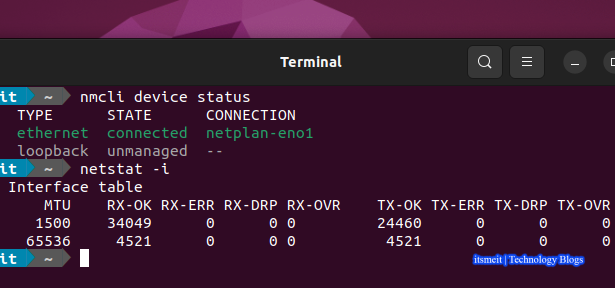 Terminal
it ~ nmcli device status
TYPE STATE CONNECTION
ethernet connected netplan-eno1
loopback unmanaged --
it ~ netstat -i
Interface table
MTU RX-OK RX-ERR RX-DRP RX-OVR TX-OK TX-ERR TX-DRP TX-OVR
1500 34049 0 0 0 24460 0 0 0
65536 4521 0 0 0 4521 0 0 0
it ~
itsmeit | Technology Blogs